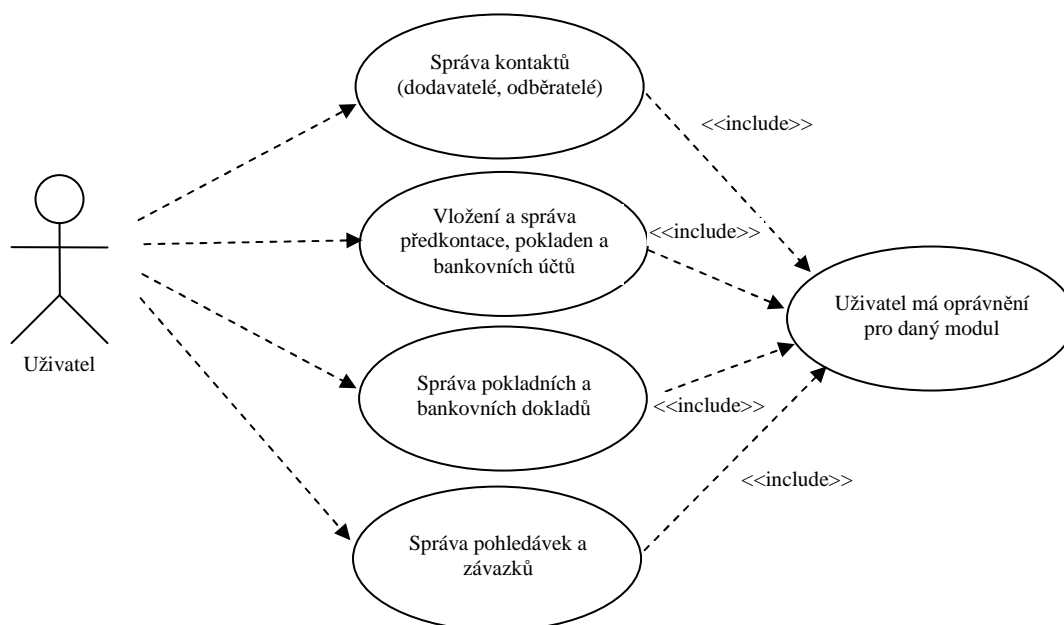 Správa kontaktů
(dodavatelé, odběratelé)
<<include>>
Vložení a správa
předkontace, pokladen a
bankovních účtů
<<include>>
Uživatel má oprávnění
pro daný modul
Uživatel
Správa pokladních a
bankovních dokladů
<<include>>
<<include>>
Správa pohledávek a
závazků